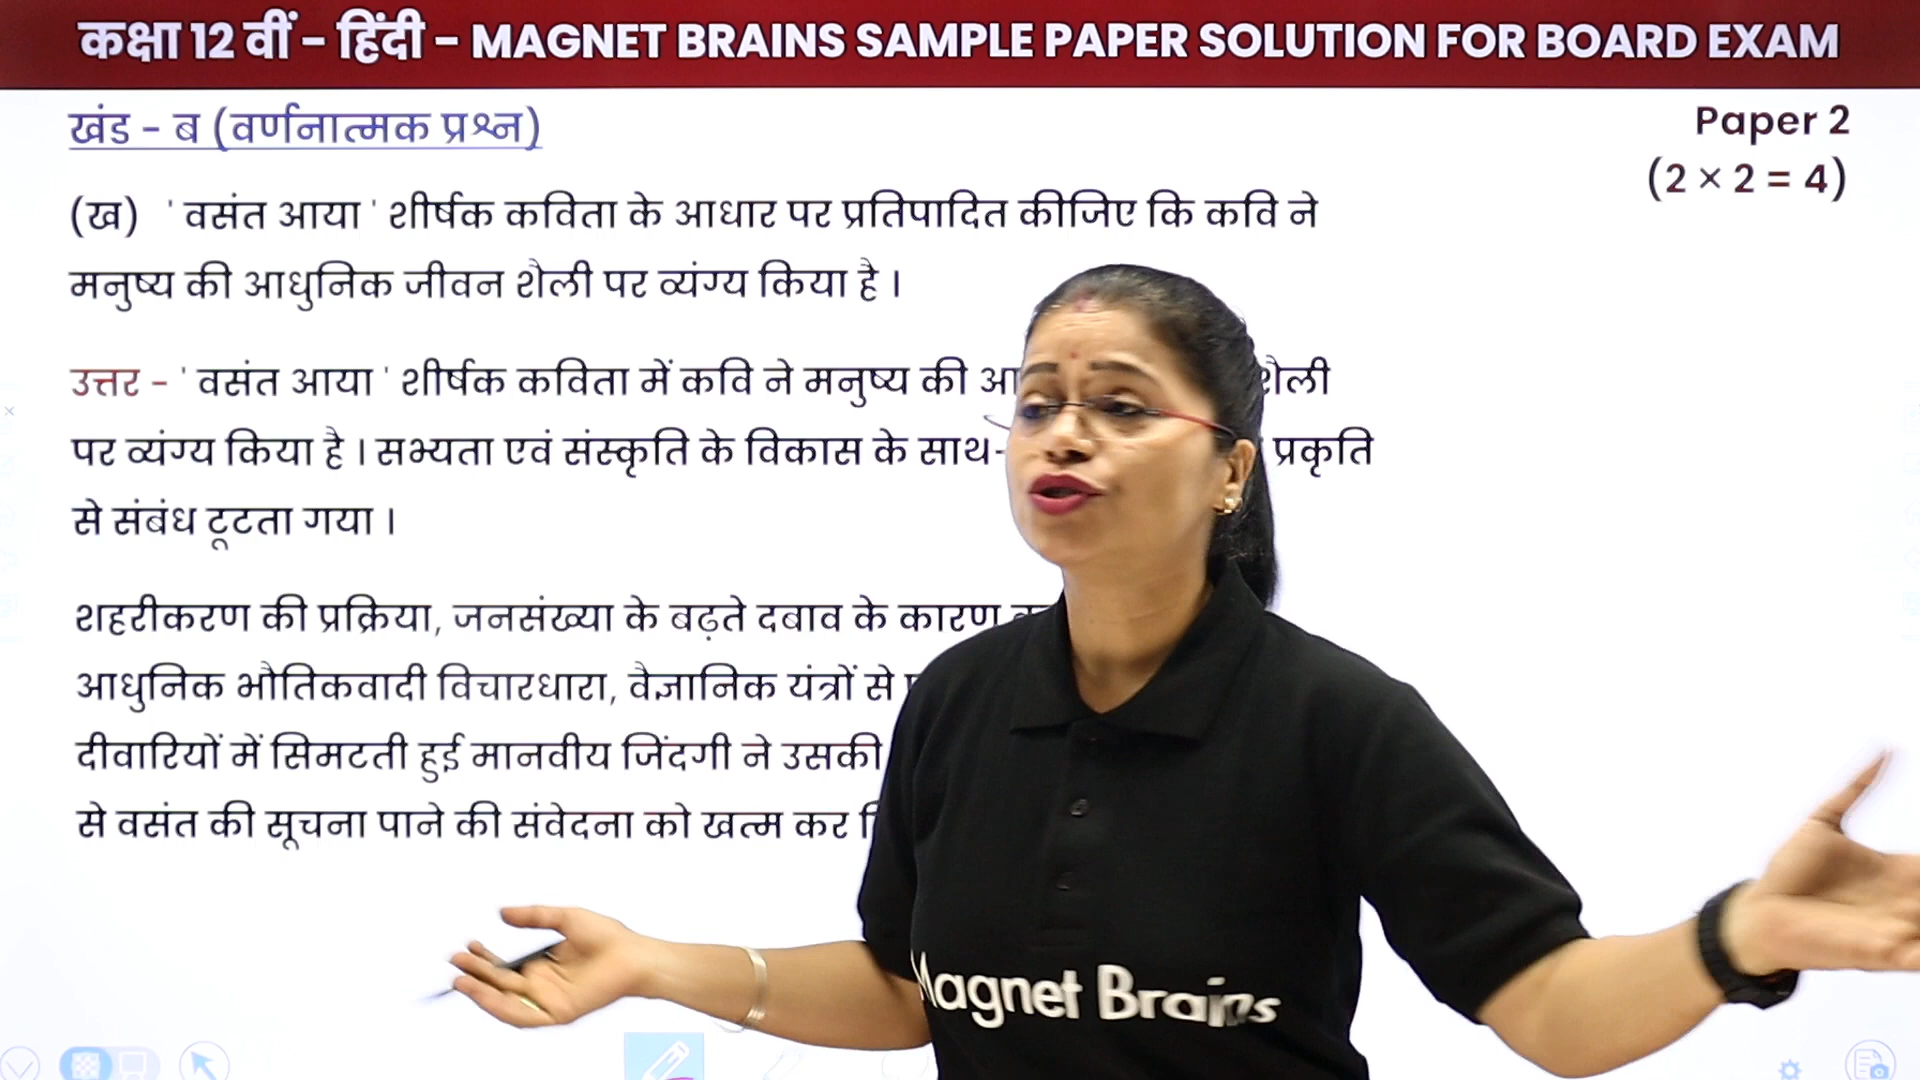 कक्षा 12 वीं - हिंदी - MAGNET BRAINS SAMPLE PAPER SOLUTION FOR BOARD EXAM
खंड - ब (वर्णनात्मक प्रश्न)
Paper 2
(2 × 2 = 4)
(ख) ' वसंत आया ' शीर्षक कविता के आधार पर प्रतिपादित कीजिए कि कवि ने
मनुष्य की आधुनिक जीवन शैली पर व्यंग्य किया है ।
उत्तर - ' वसंत आया ' शीर्षक कविता में कवि ने मनुष्य की शैली
पर व्यंग्य किया है । सभ्यता एवं संस्कृति के विकास के साथ- प्रकृति
से संबंध टूटता गया ।
शहरीकरण की प्रक्रिया, जनसंख्या के बढ़ते दबाव के कारण
आधुनिक भौतिकवादी विचारधारा, वैज्ञानिक यंत्रों से
दीवारियों में सिमटती हुई मानवीय जिंदगी ने उसकी
से वसंत की सूचना पाने की संवेदना को खत्म कर
Magnet Brains